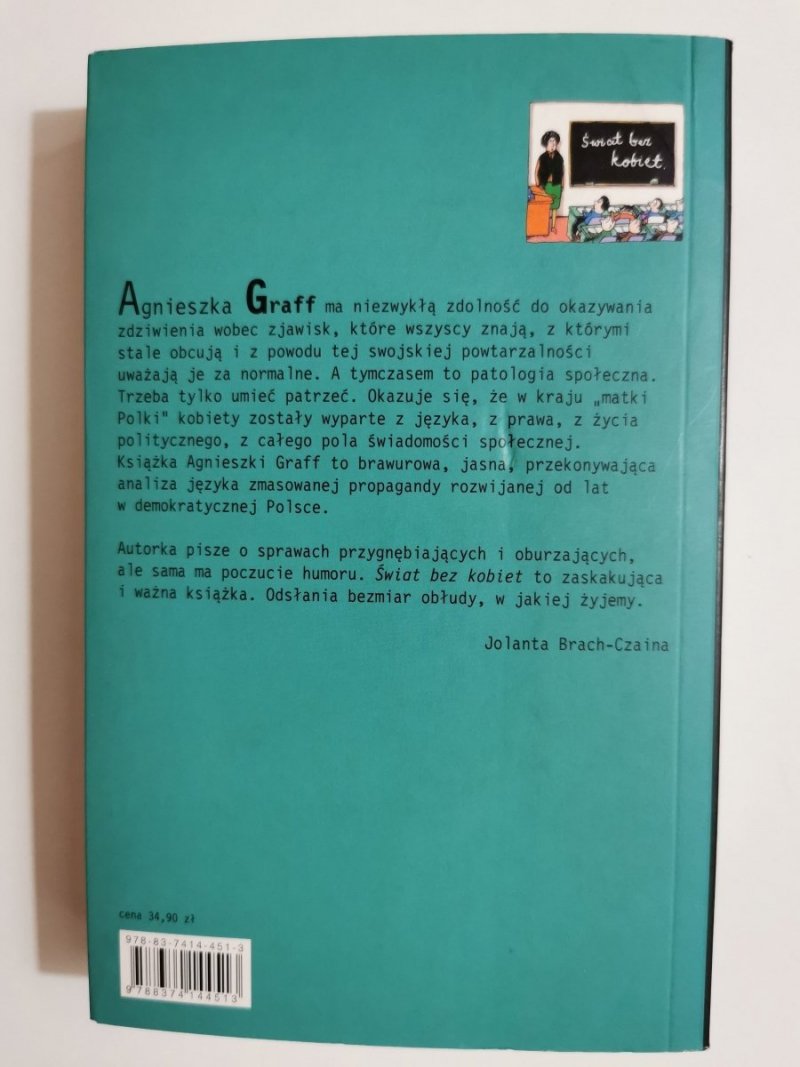 Świat bez
kobiet.
Agnieszka Graff ma niezwykłą zdolność do okazywania
zdziwienia wobec zjawisk, które wszyscy znają, z którymi
stale obcują i z powodu tej swojskiej powtarzalności
uważają je za normalne. A tymczasem to patologia społeczna.
Trzeba tylko umieć patrzeć. Okazuje się, że w kraju „matki
Polki" kobiety zostały wyparte z języka, z prawa, z życia
politycznego, z całego pola świadomości społecznej.
Książka Agnieszki Graff to brawurowa, jasna, przekonywająca
analiza języka zmasowanej propagandy rozwijanej od lat
w demokratycznej Polsce.
Autorka pisze o sprawach przygnębiających i oburzających,
ale sama ma poczucie humoru. Świat bez kobiet to zaskakująca
i ważna książka. Odsłania bezmiar obłudy, w jakiej żyjemy.
Jolanta Brach-Czaina
cena 34,90 zł
978-83-7414-451-3
9788374144513